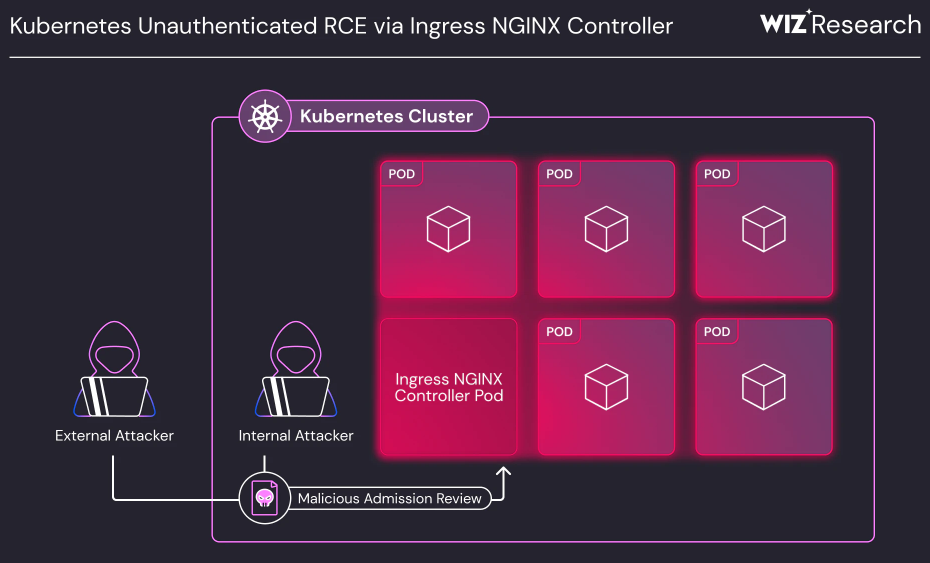 Kubernetes Unauthenticated RCE via Ingress NGINX Controller
WIZ Research
Kubernetes Cluster
POD
POD
POD
Ingress NGINX
Controller Pod
POD
POD
External Attacker
Internal Attacker
Malicious Admission Review